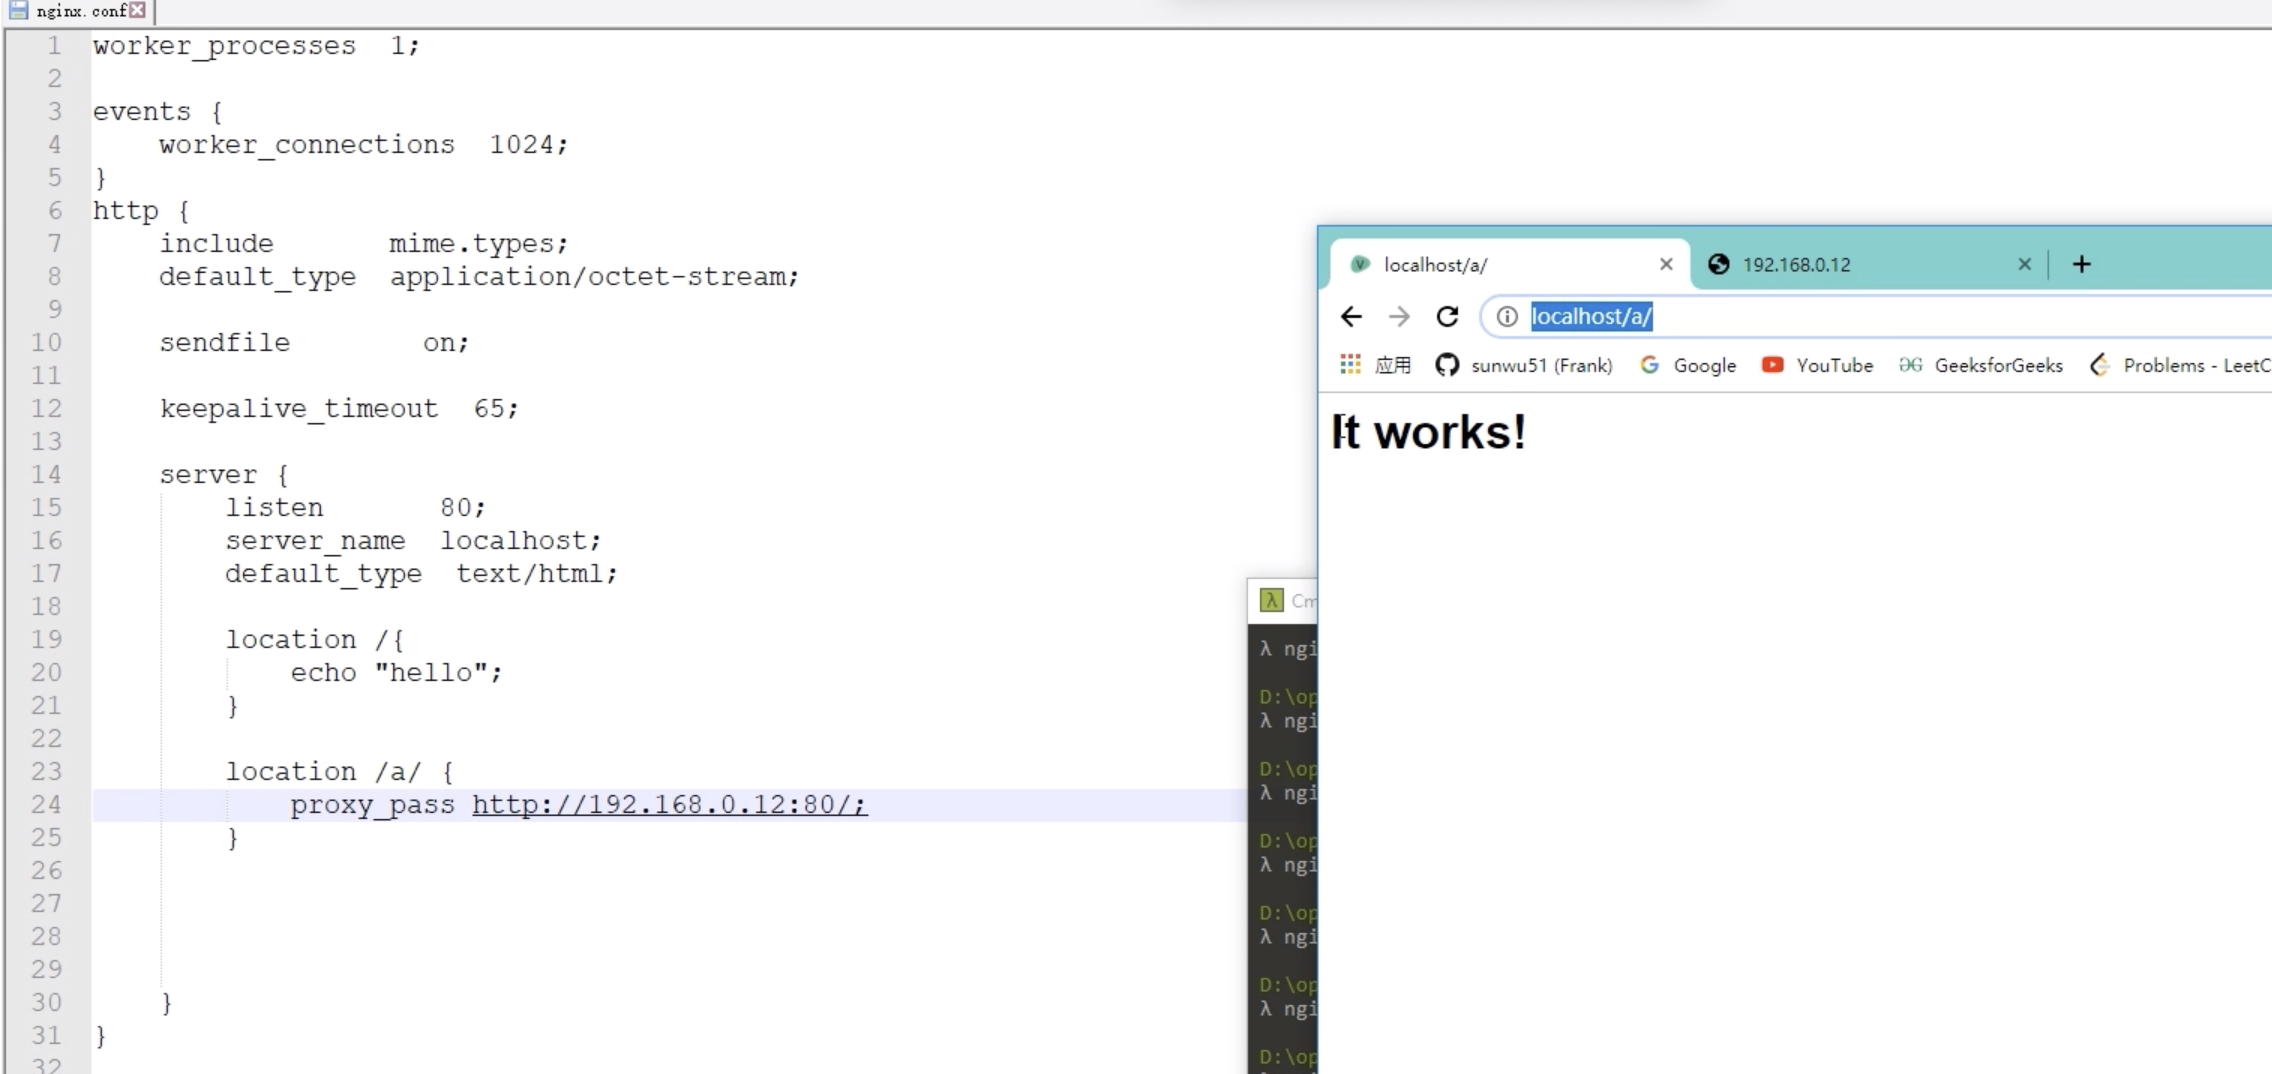 nginx.conf
1 worker_processes  1;
2
3 events {
4     worker_connections  1024;
5 }
6 http {
7     include       mime.types;
8     default_type  application/octet-stream;
9
10     sendfile        on;
11
12     keepalive_timeout  65;
13
14     server {
15         listen       80;
16         server_name  localhost;
17         default_type  text/html;
18
19         location /{
20             echo "hello";
21         }
22
23         location /a/ {
24             proxy_pass http://192.168.0.12:80/;
25         }
26
27
28
29
30     }
31 }
32
localhost/a/
192.168.0.12
localhost/a/
应用 sunwu51 (Frank) Google YouTube GeeksforGeeks Problems - LeetC
It works!
Cm
λ ngi
D:\op
λ ngi
D:\op
λ ngi
D:\op
λ ngi
D:\op
λ ngi
D:\op
λ ngi
D:\op